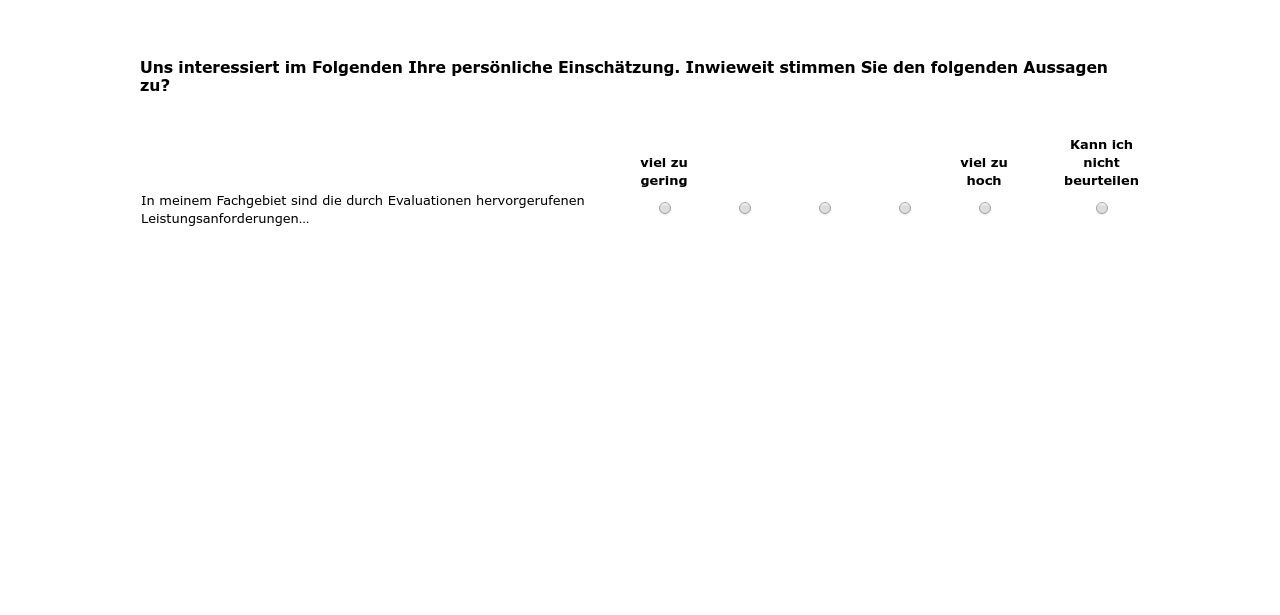 Uns interessiert im Folgenden Ihre persönliche Einschätzung. Inwieweit stimmen Sie den folgenden Aussagen
zu?
viel zu
gering
viel zu
hoch
Kann ich
nicht
beurteilen
In meinem Fachgebiet sind die durch Evaluationen hervorgerufenen
Leistungsanforderungen...